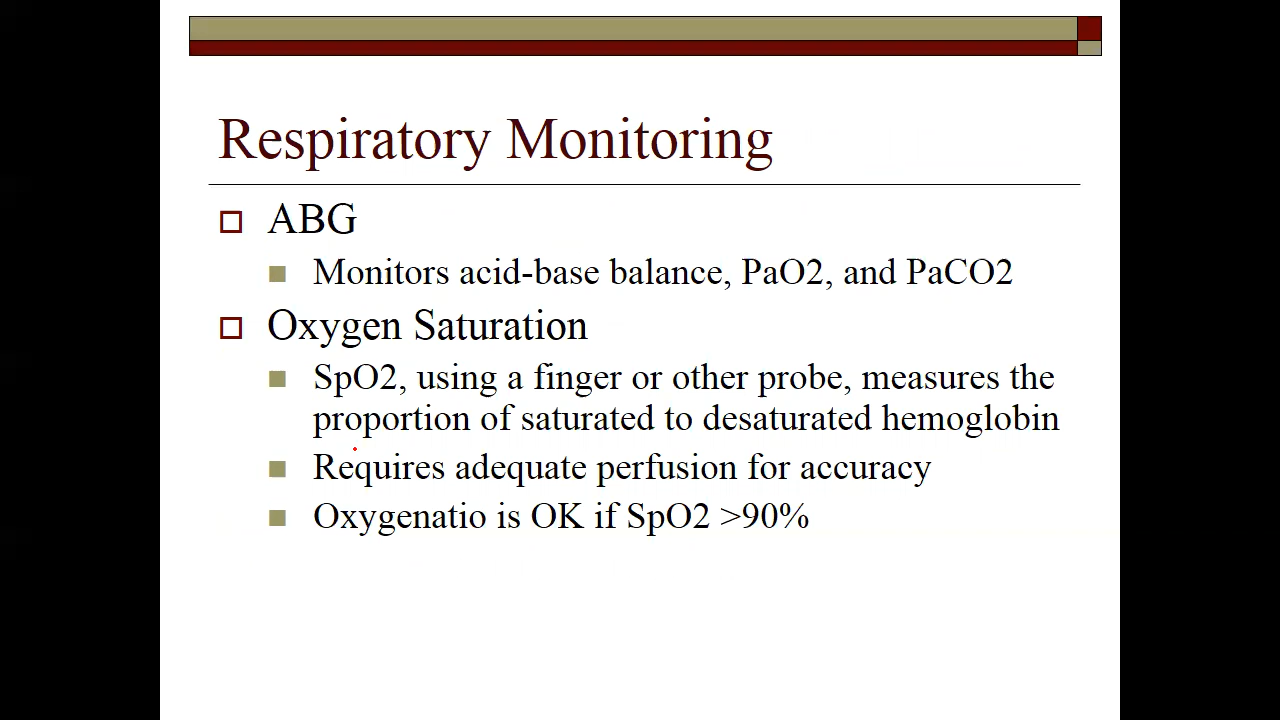 Respiratory Monitoring
ABG
Monitors acid-base balance, PaO2, and PaCO2
Oxygen Saturation
SpO2, using a finger or other probe, measures the
proportion of saturated to desaturated hemoglobin
Requires adequate perfusion for accuracy
Oxygenatio is OK if SpO2 >90%